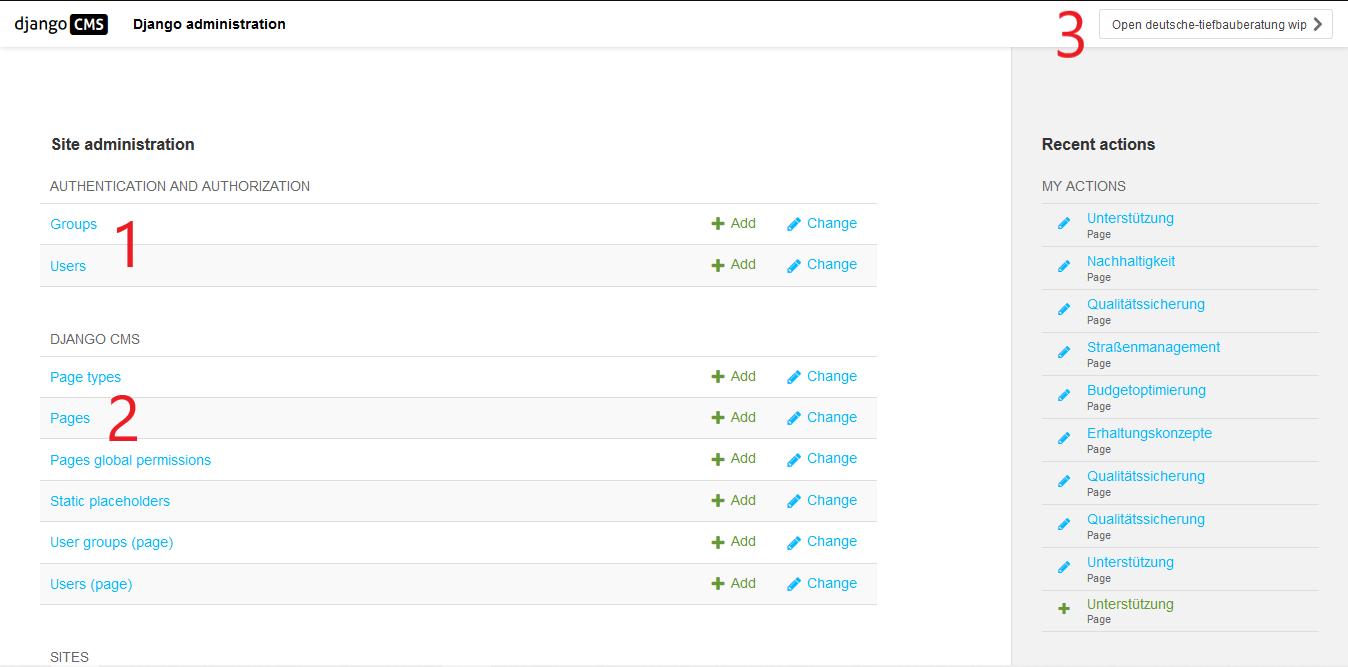 django CMS Django administration 3 Open deutsche-tiefbauberatung wip
Site administration
AUTHENTICATION AND AUTHORIZATION
Groups Add Change
1
Users Add Change
DJANGO CMS
Page types Add Change
Pages Add Change
2
Pages global permissions Add Change
Static placeholders Add Change
User groups (page) Add Change
Users (page) Add Change
SITES
Recent actions
MY ACTIONS
Unterstützung
Page
Nachhaltigkeit
Page
Qualitätssicherung
Page
Straßenmanagement
Page
Budgetoptimierung
Page
Erhaltungskonzepte
Page
Qualitätssicherung
Page
Qualitätssicherung
Page
Unterstützung
Page
Unterstützung
Page